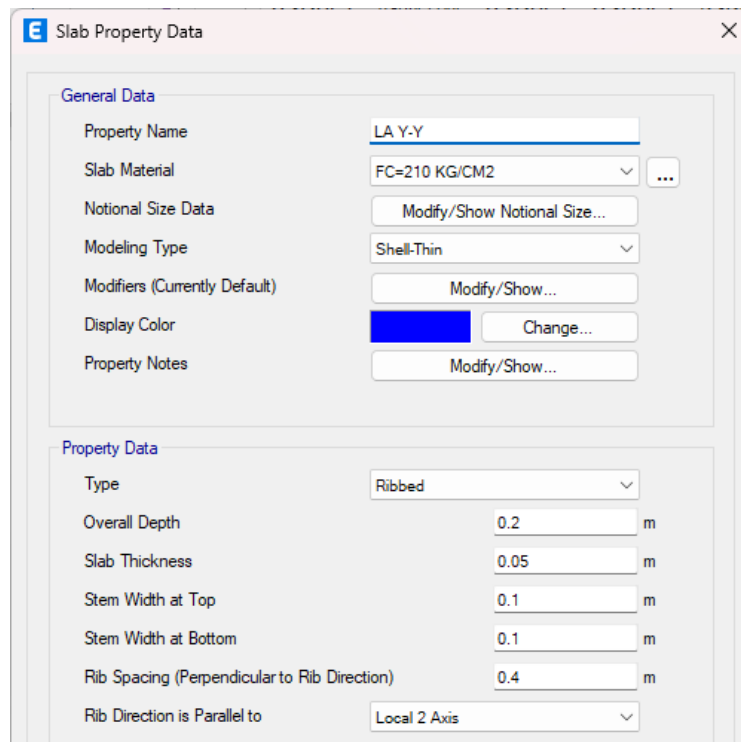 E Slab Property Data
General Data
Property Name LA Y-Y
Slab Material FC=210 KG/CM2 ...
Notional Size Data Modify/Show Notional Size...
Modeling Type Shell-Thin
Modifiers (Currently Default) Modify/Show...
Display Color Change...
Property Notes Modify/Show...
Property Data
Type Ribbed
Overall Depth 0.2 m
Slab Thickness 0.05 m
Stem Width at Top 0.1 m
Stem Width at Bottom 0.1 m
Rib Spacing (Perpendicular to Rib Direction) 0.4 m
Rib Direction is Parallel to Local 2 Axis